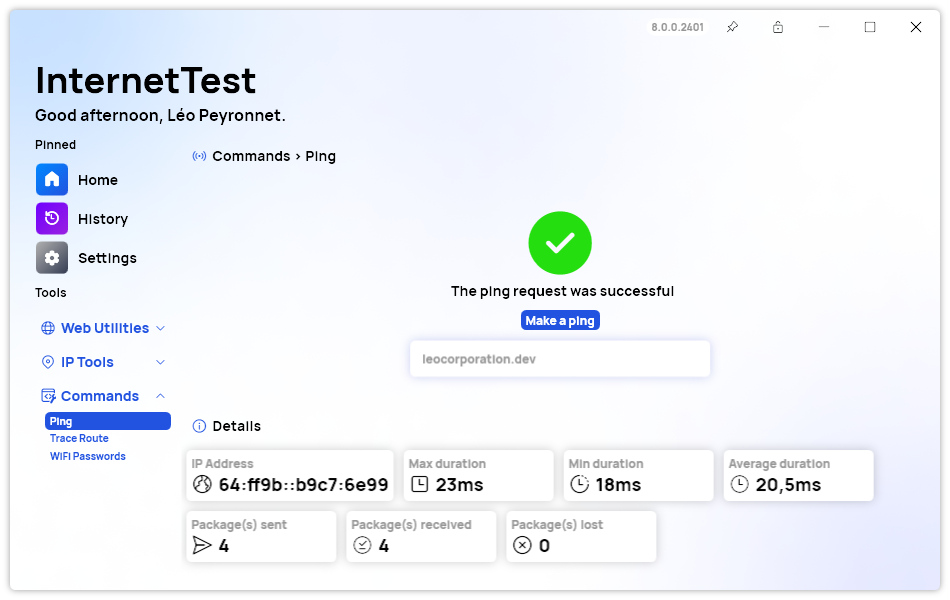 8.0.0.2401
InternetTest
Good afternoon, Léo Peyronnet.
Pinned
Commands > Ping
Home
History
Settings
The ping request was successful
Make a ping
leocorporation.dev
Tools
Web Utilities
IP Tools
Commands
Ping
Trace Route
WiFi Passwords
Details
IP Address
64:ff9b::b9c7:6e99
Max duration
23ms
Min duration
18ms
Average duration
20,5ms
Package(s) sent
4
Package(s) received
4
Package(s) lost
0